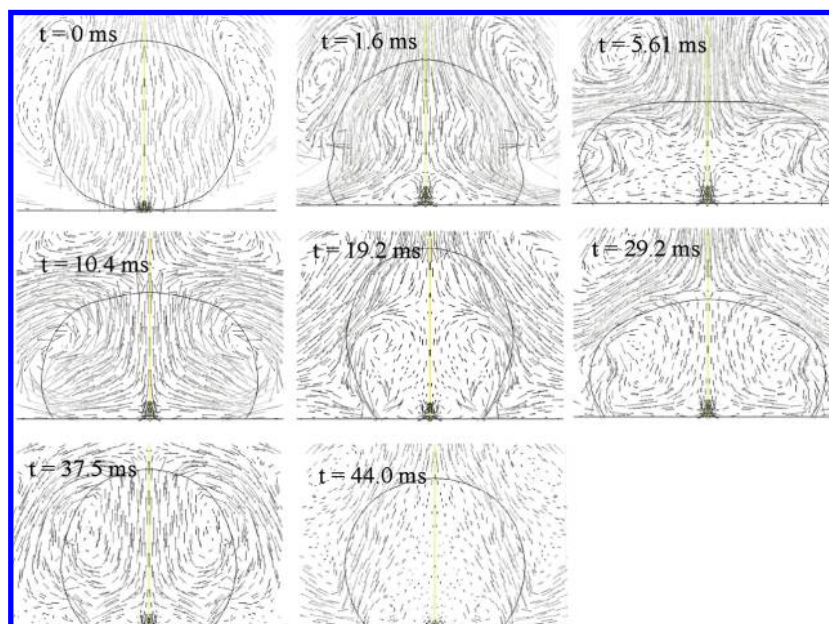 t = 0 ms
t = 1.6 ms
t = 5.61 ms
t = 10.4 ms
t = 19.2 ms
t = 29.2 ms
t = 37.5 ms
t = 44.0 ms